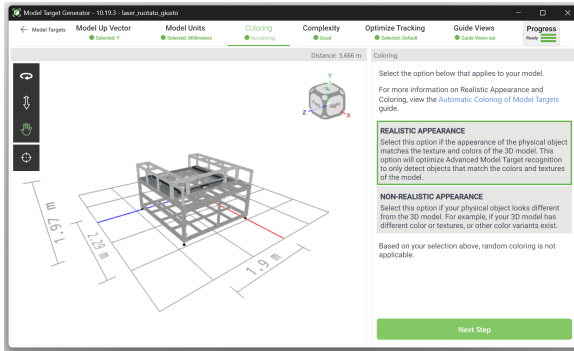 Model Target Generator - 10.19.3 - laser_ruotato_giusto
Model Targets
Model Up Vector
Selected: Y
Model Units
Selected: Millimeters
Coloring
No coloring
Complexity
Good
Optimize Tracking
Selected: Default
Guide Views
Guide Views set
Progress
Ready
Distance: 5.666 m
Coloring
Select the option below that applies to your model.
For more information on Realistic Appearance and
Coloring, view the Automatic Coloring of Model Targets
guide.
REALISTIC APPEARANCE
Select this option if the appearance of the physical object
matches the texture and colors of the 3D model. This
option will optimize Advanced Model Target recognition
to only detect objects that match the colors and textures
of the model.
NON-REALISTIC APPEARANCE
Select this option if your physical object looks different
from the 3D model. For example, if your 3D model has
different color or textures, or other color variants exist.
Based on your selection above, random coloring is not
applicable.
Next Step
Y
Z
X
1.97 m
2.29 m
1.9 m